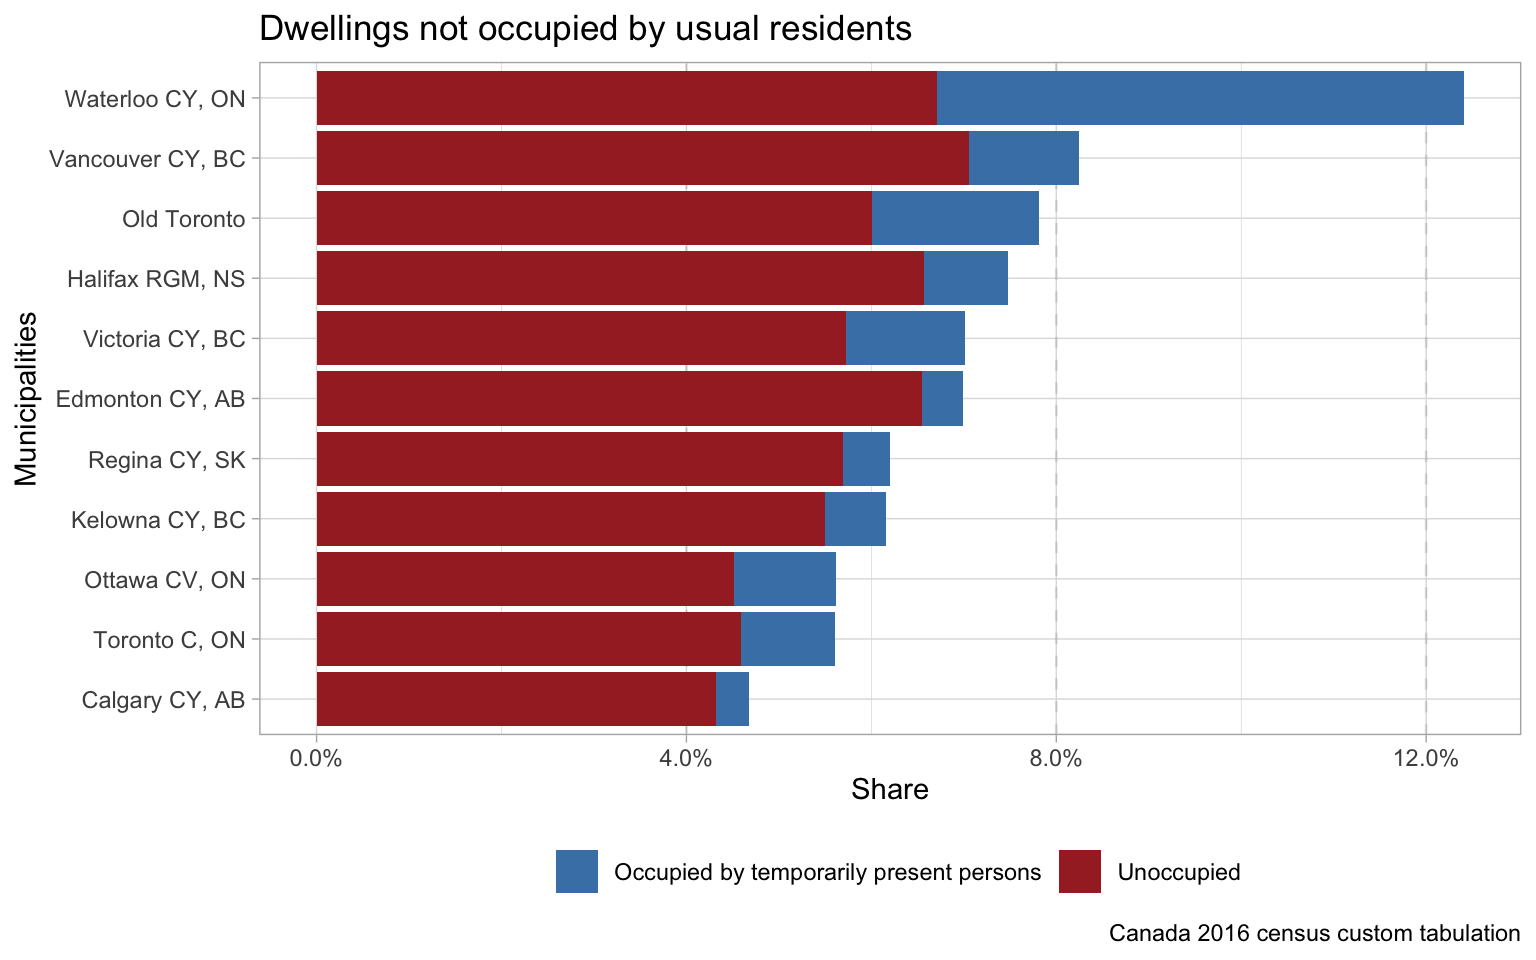 Dwellings not occupied by usual residents
Municipalities
Waterloo CY, ON
Vancouver CY, BC
Old Toronto
Halifax RGM, NS
Victoria CY, BC
Edmonton CY, AB
Regina CY, SK
Kelowna CY, BC
Ottawa CV, ON
Toronto C, ON
Calgary CY, AB
0.0% 4.0% 8.0% 12.0%
Share
Occupied by temporarily present persons Unoccupied
Canada 2016 census custom tabulation